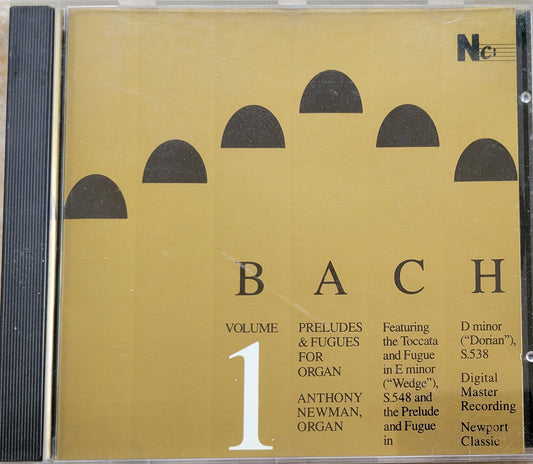 Nc:
B A C H
VOLUME
1
PRELUDES
& FUGUES
FOR
ORGAN
ANTHONY
NEWMAN,
ORGAN
Featuring
the Toccata
and Fugue
in E minor
("Wedge"),
S.548 and
the Prelude
and Fugue
in
D minor
("Dorian"),
S.538
Digital
Master
Recording
Newport
Classic